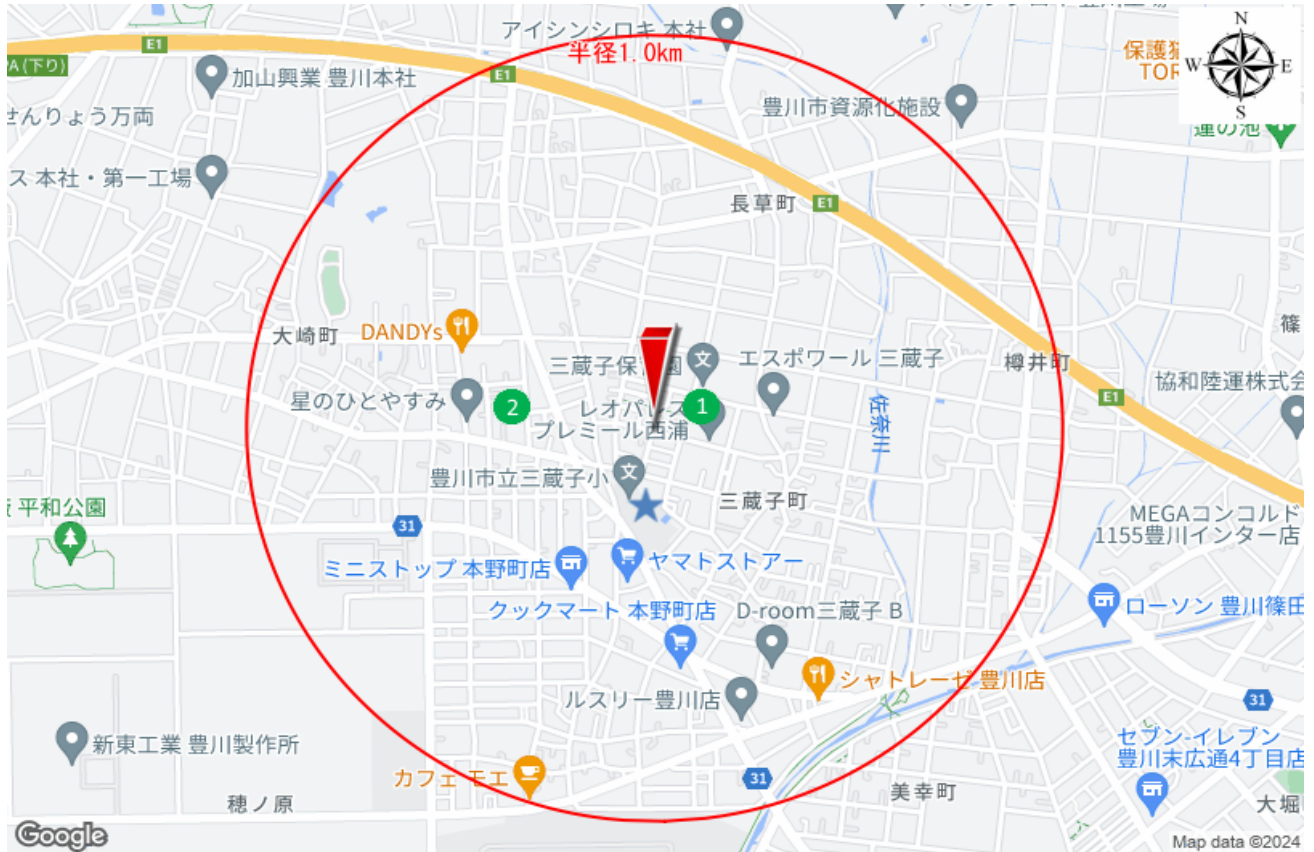 アイシンシロキ 本社
半径1.0km
N
W
E
S
E1
PA(下り)
加山興業 豊川本社
E1
保護猫
TOR
豊川市資源化施設
せんりょう万両
蓮の池
ス 本社・第一工場
長草町
E1
大崎町
DANDYs
三蔵子保育園
エスポワール 三蔵子
樽井町
篠
星のひとやすみ
2
レオパレス
プレミール西浦
1
佐奈川
E1
協和陸運株式会
豊川市立三蔵子小
三蔵子町
平和公園
31
MEGAコンコルド
1155豊川インター店
ミニストップ 本野町店
ヤマトストアー
クックマート 本野町店
D-room三蔵子 B
ローソン 豊川篠田
シャトレーゼ 豊川店
ルスリー豊川店
31
新東工業 豊川製作所
カフェ モエ
31
セブン-イレブン
豊川末広通4丁目店
穂ノ原
美幸町
大堀
Google
Map data ©2024